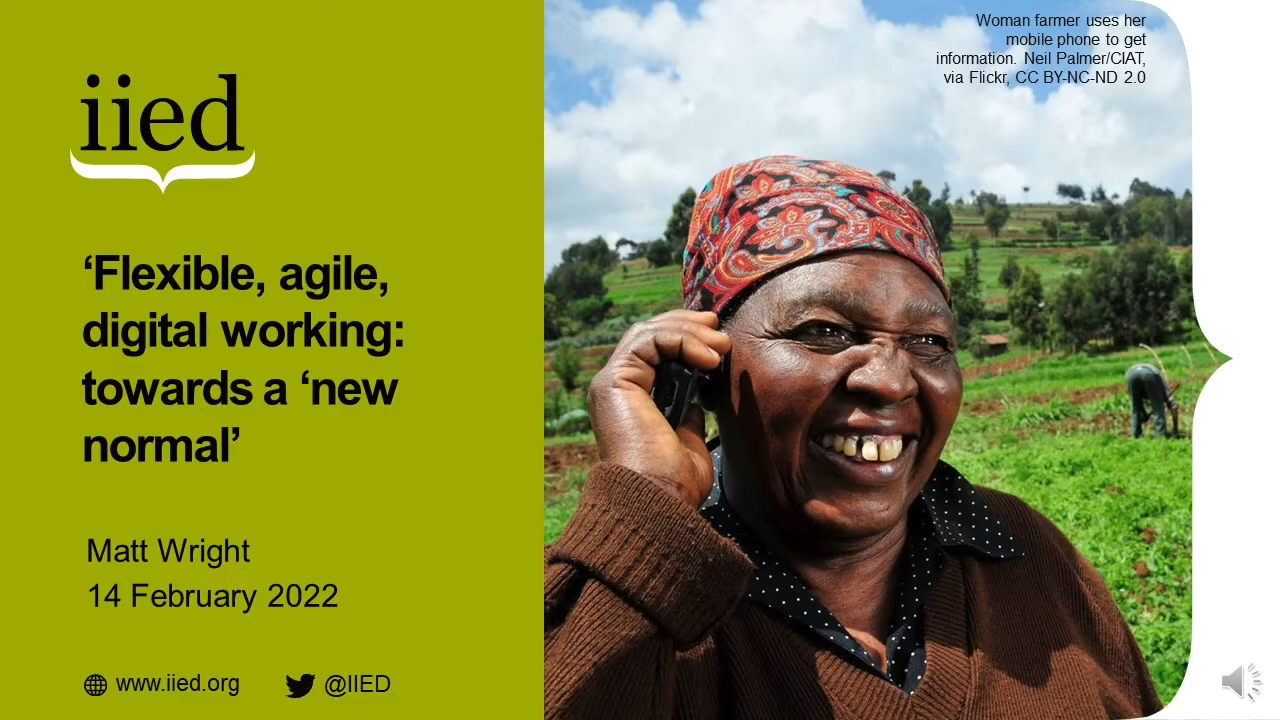 iied
‘Flexible, agile,
digital working:
towards a ‘new
normal’
Matt Wright
14 February 2022
www.iied.org
@IIED
Woman farmer uses her
mobile phone to get
information. Neil Palmer/CIAT,
via Flickr, CC BY-NC-ND 2.0